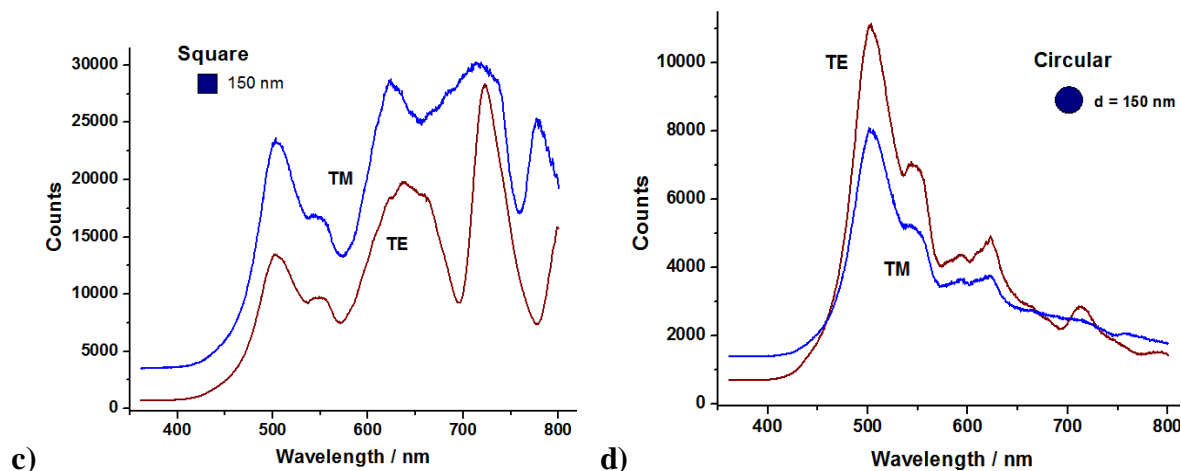 Square
150 nm
TM
TE
Counts
30000
25000
20000
15000
10000
5000
0
400 500 600 700 800
Wavelength / nm
c)
Circular
d = 150 nm
TE
TM
Counts
10000
8000
6000
4000
2000
0
400 500 600 700 800
Wavelength / nm
d)